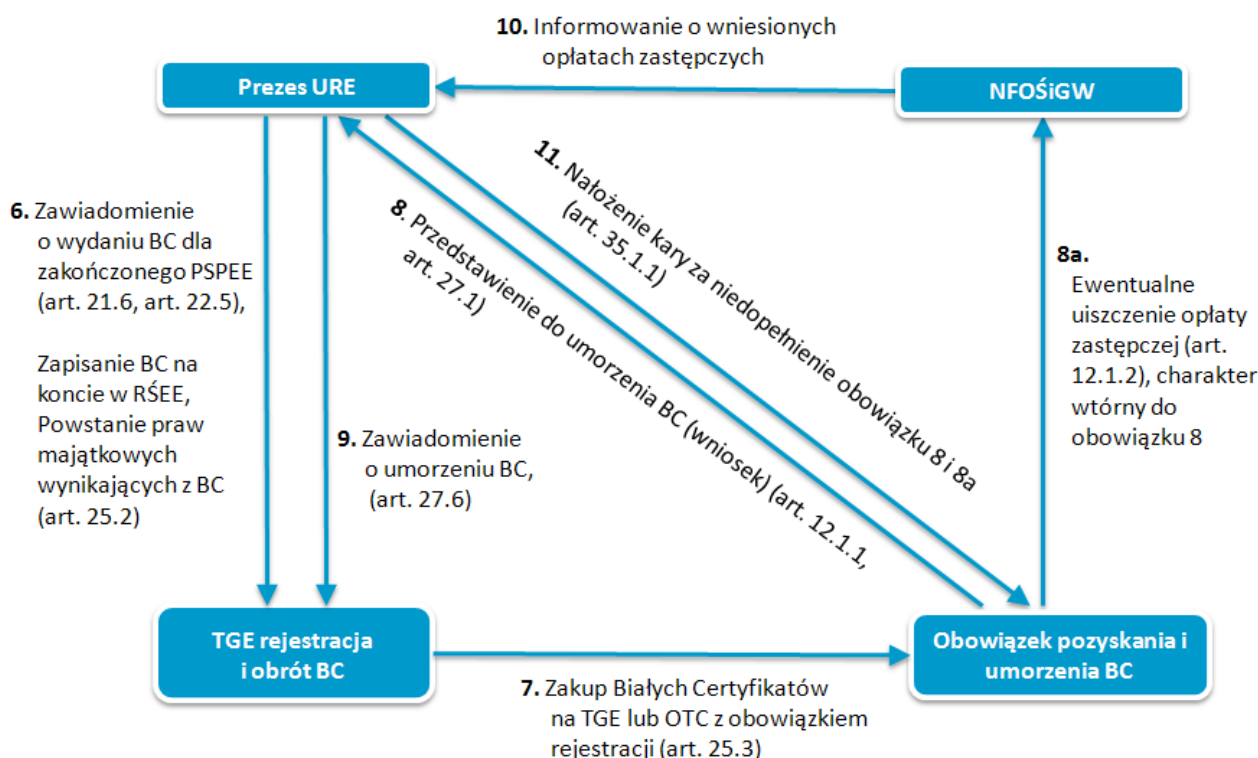 10. Informowanie o wniesionych
opłatach zastępczych
Prezes URE
NFOŚiGW
6. Zawiadomienie
o wydaniu BC dla
zakończonego PSPEE
(art. 21.6, art. 22.5),
Zapisanie BC na
koncie w RŚEE,
Powstanie praw
majątkowych
wynikających z BC
(art. 25.2)
9. Zawiadomienie
o umorzeniu BC,
(art. 27.6)
8. Przedstawienie do umorzenia BC (wniosek) (art. 12.1.1,
art. 27.1)
11. Nałożenie kary za niedopełnienie obowiązku 8 i 8a
(art. 35.1.1)
8a.
Ewentualne
uiszczenie opłaty
zastępczej (art.
12.1.2), charakter
wtórny do
obowiązku 8
TGE rejestracja
i obrót BC
Obowiązek pozyskania i
umorzenia BC
7. Zakup Białych Certyfikatów
na TGE lub OTC z obowiązkiem
rejestracji (art. 25.3)